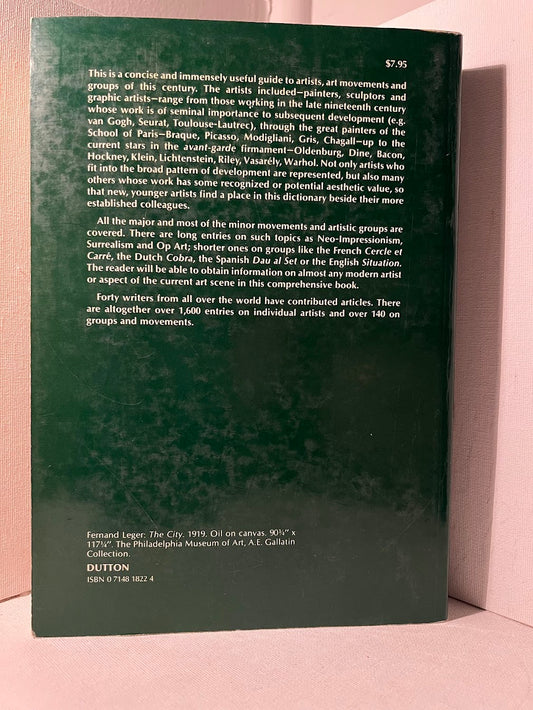 $7.95
This is a concise and immensely useful guide to artists, art movements and
groups of this century. The artists included—painters, sculptors and
graphic artists—range from those working in the late nineteenth century
whose work is of seminal importance to subsequent development (e.g.
van Gogh, Seurat, Toulouse-Lautrec), through the great painters of the
School of Paris—Braque, Picasso, Modigliani, Gris, Chagall—up to the
current stars in the avant-garde firmament—Oldenburg, Dine, Bacon,
Hockney, Klein, Lichtenstein, Riley, Vasarély, Warhol. Not only artists who
fit into the broad pattern of development are represented, but also many
others whose work has some recognized or potential aesthetic value, so
that new, younger artists find a place in this dictionary beside their more
established colleagues.
All the major and most of the minor movements and artistic groups are
covered. There are long entries on such topics as Neo-Impressionism,
Surrealism and Op Art; shorter ones on groups like the French Cercle et
Carré, the Dutch Cobra, the Spanish Dau al Set or the English Situation.
The reader will be able to obtain information on almost any modern artist
or aspect of the current art scene in this comprehensive book.
Forty writers from all over the world have contributed articles. There
are altogether over 1,600 entries on individual artists and over 140 on
groups and movements.
Fernand Leger: The City. 1919. Oil on canvas. 90¾″ x
117¼″. The Philadelphia Museum of Art, A.E. Gallatin
Collection.
DUTTON
ISBN 0 7148 1822 4